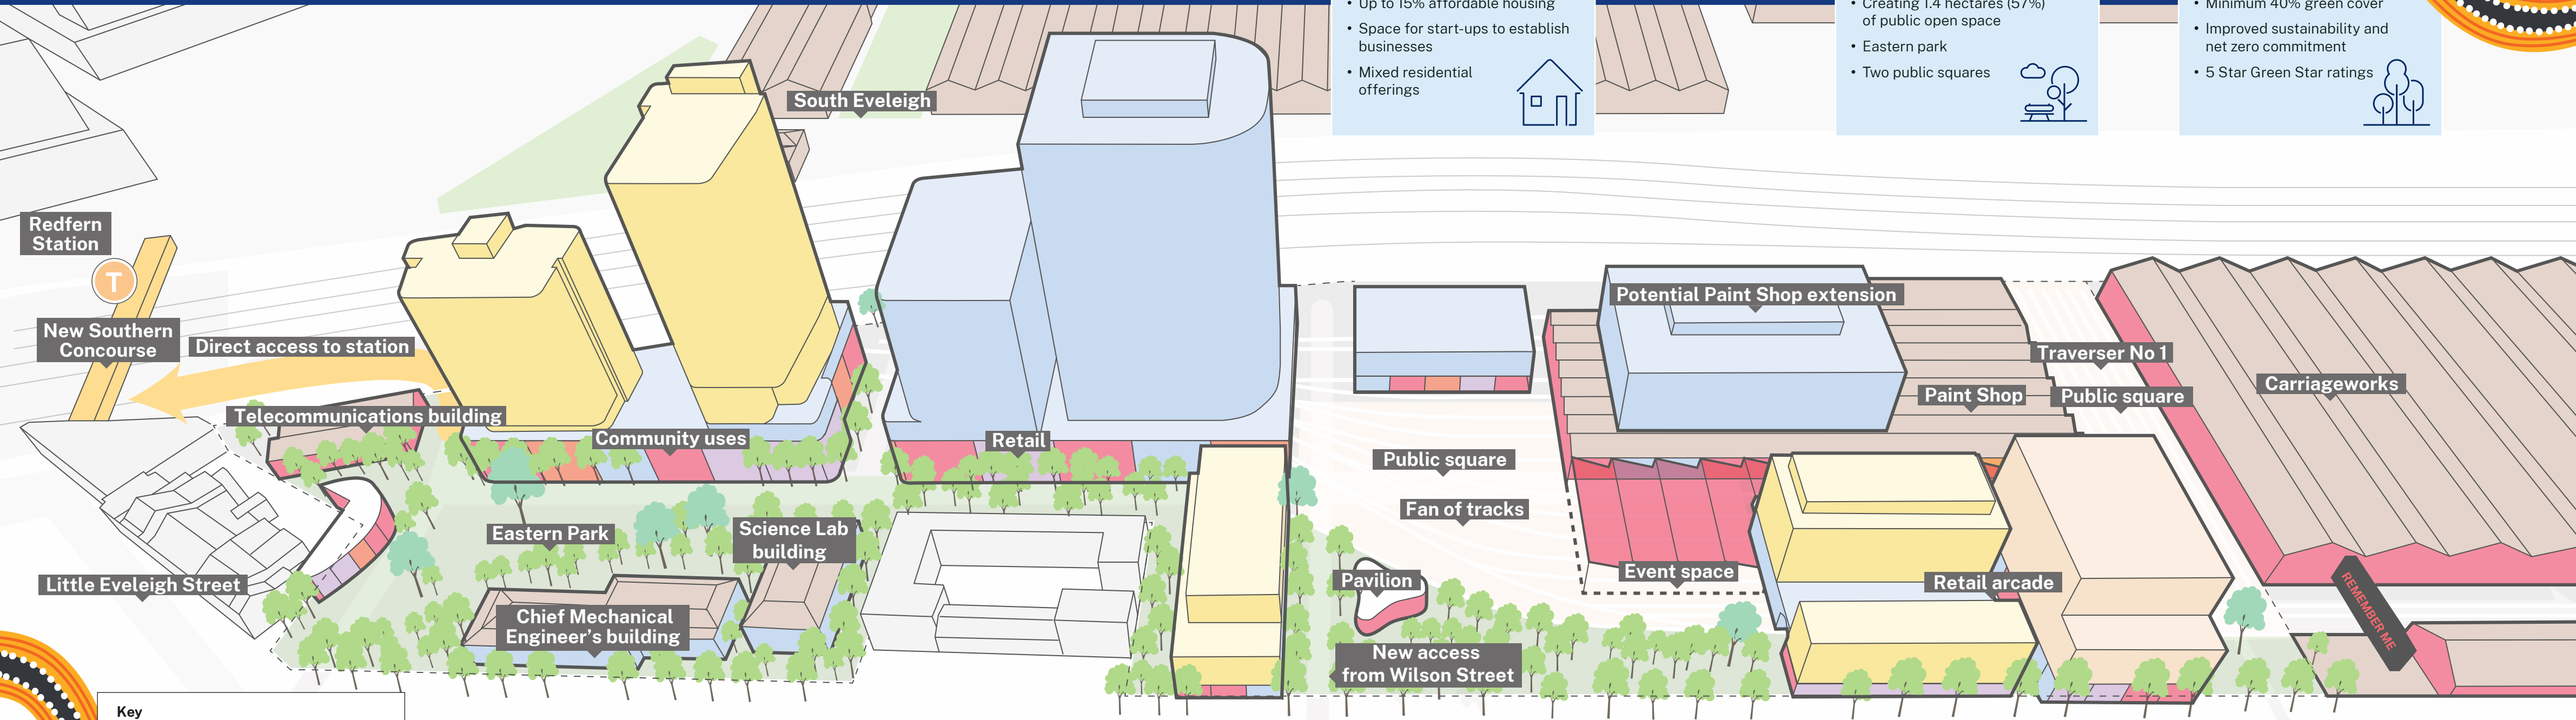 • Up to 15% affordable housing
• Space for start-ups to establish
businesses
• Mixed residential
offerings
• Creating 1.4 hectares (57%)
of public open space
• Eastern park
• Two public squares
• Minimum 40% green cover
• Improved sustainability and
net zero commitment
• 5 Star Green Star ratings
South Eveleigh
Redfern
Station
T
New Southern
Concourse
Direct access to station
Telecommunications building
Community uses
Retail
Potential Paint Shop extension
Traverser No 1
Public square
Paint Shop
Carriageworks
Public square
Fan of tracks
Eastern Park
Science Lab
building
Little Eveleigh Street
Chief Mechanical
Engineer's building
Pavilion
Event space
Retail arcade
REMEMBER ME
New access
from Wilson Street
Key